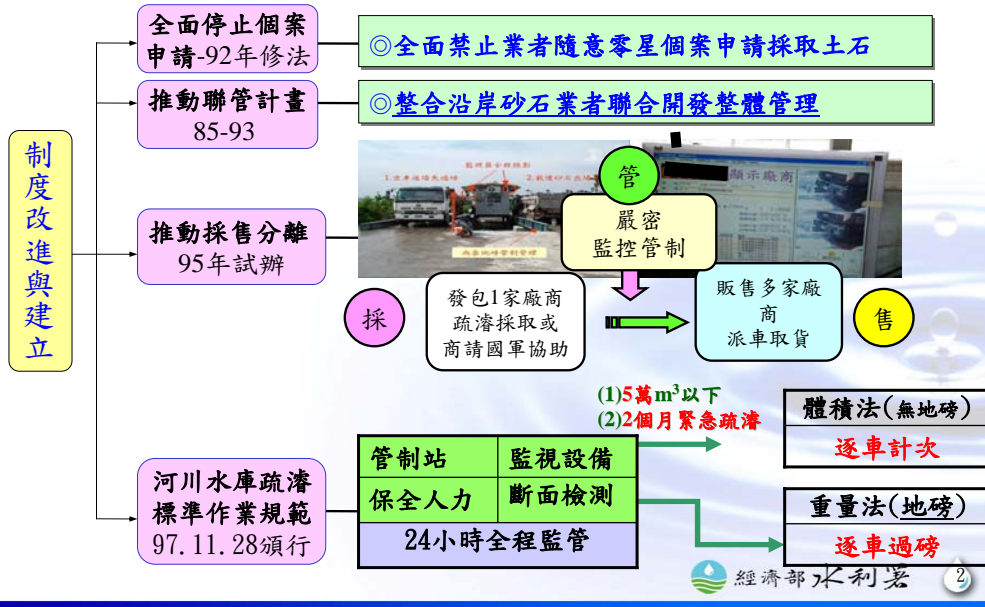 全面停止個案
申請-92年修法
◎全面禁止業者隨意零星個案申請採取土石
推動聯管計畫
85-93
◎整合沿岸砂石業者聯合開發整體管理
制度改進與建立
推動採售分離
95年試辦
顯示廠商
管
嚴密
監控管制
採
發包1家廠商
疏濬採取或
商請國軍協助
販售多家廠
商
派車取貨
售
(1)5萬m³以下
(2)2個月緊急疏濬
體積法(無地磅)
逐車計次
河川水庫疏濬
標準作業規範
97.11.28頒行
管制站 監視設備
保全人力 斷面檢測
24小時全程監管
重量法(地磅)
逐車過磅
經濟部水利署
2